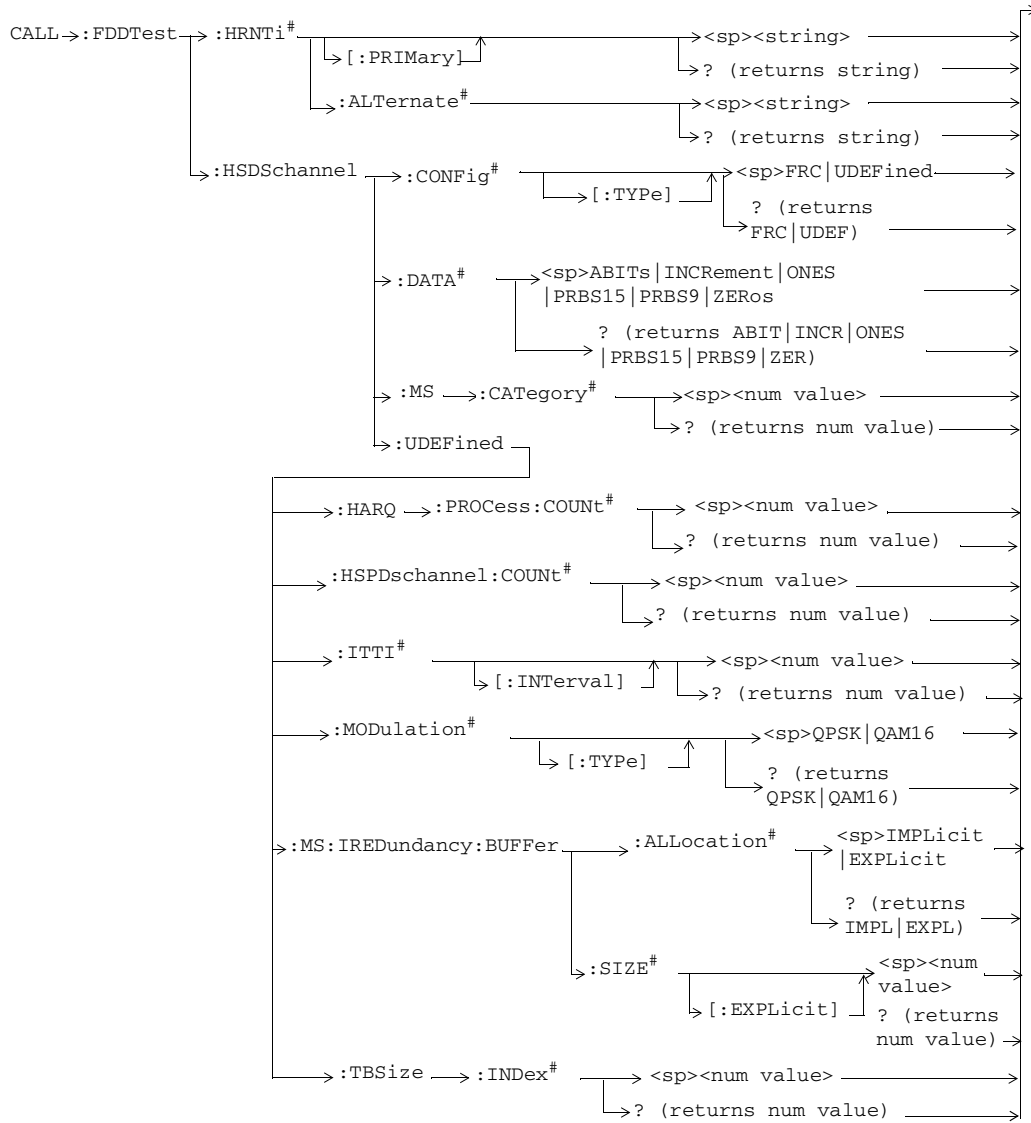 CALL :FDDTest :HRNTi# <sp><string>
[:PRIMary] ? (returns string)
:ALTernate# <sp><string>
? (returns string)
:HSDSchannel :CONFig# <sp>FRC|UDEFined
[:TYPe] ? (returns
FRC|UDEF)
:DATA# <sp>ABITs|INCRement|ONES
|PRBS15|PRBS9|ZERos
? (returns ABIT|INCR|ONES
|PRBS15|PRBS9|ZER)
:MS :CATegory# <sp><num value>
? (returns num value)
:UDEFined
:HARQ :PROCess:COUNt# <sp><num value>
? (returns num value)
:HSPDschannel:COUNt# <sp><num value>
? (returns num value)
:ITTI# <sp><num value>
[:INTerval] ? (returns num value)
:MODulation# <sp>QPSK|QAM16
[:TYPe] ? (returns
QPSK|QAM16)
:MS:IREDundancy:BUFFer :ALLocation# <sp>IMPLicit
|EXPLicit
? (returns
IMPL|EXPL)
:SIZE# <sp><num
value>
[:EXPLicit] ? (returns
num value)
:TBSize :INDex# <sp><num value>
? (returns num value)